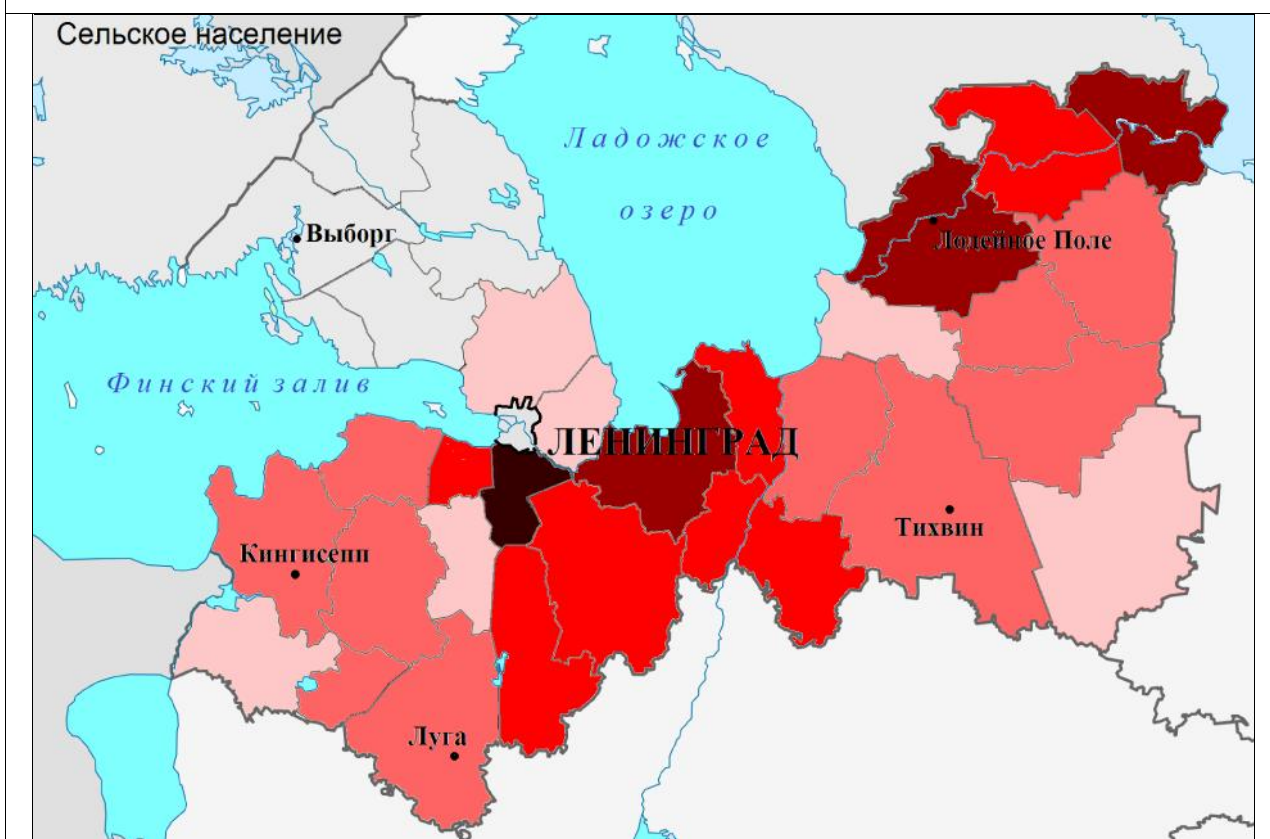 Сельское население
Ладожское
озеро
Выборг
Лодейное Поле
Финский залив
ЛЕНИНГРАД
Тихвин
Кингисепп
Луга